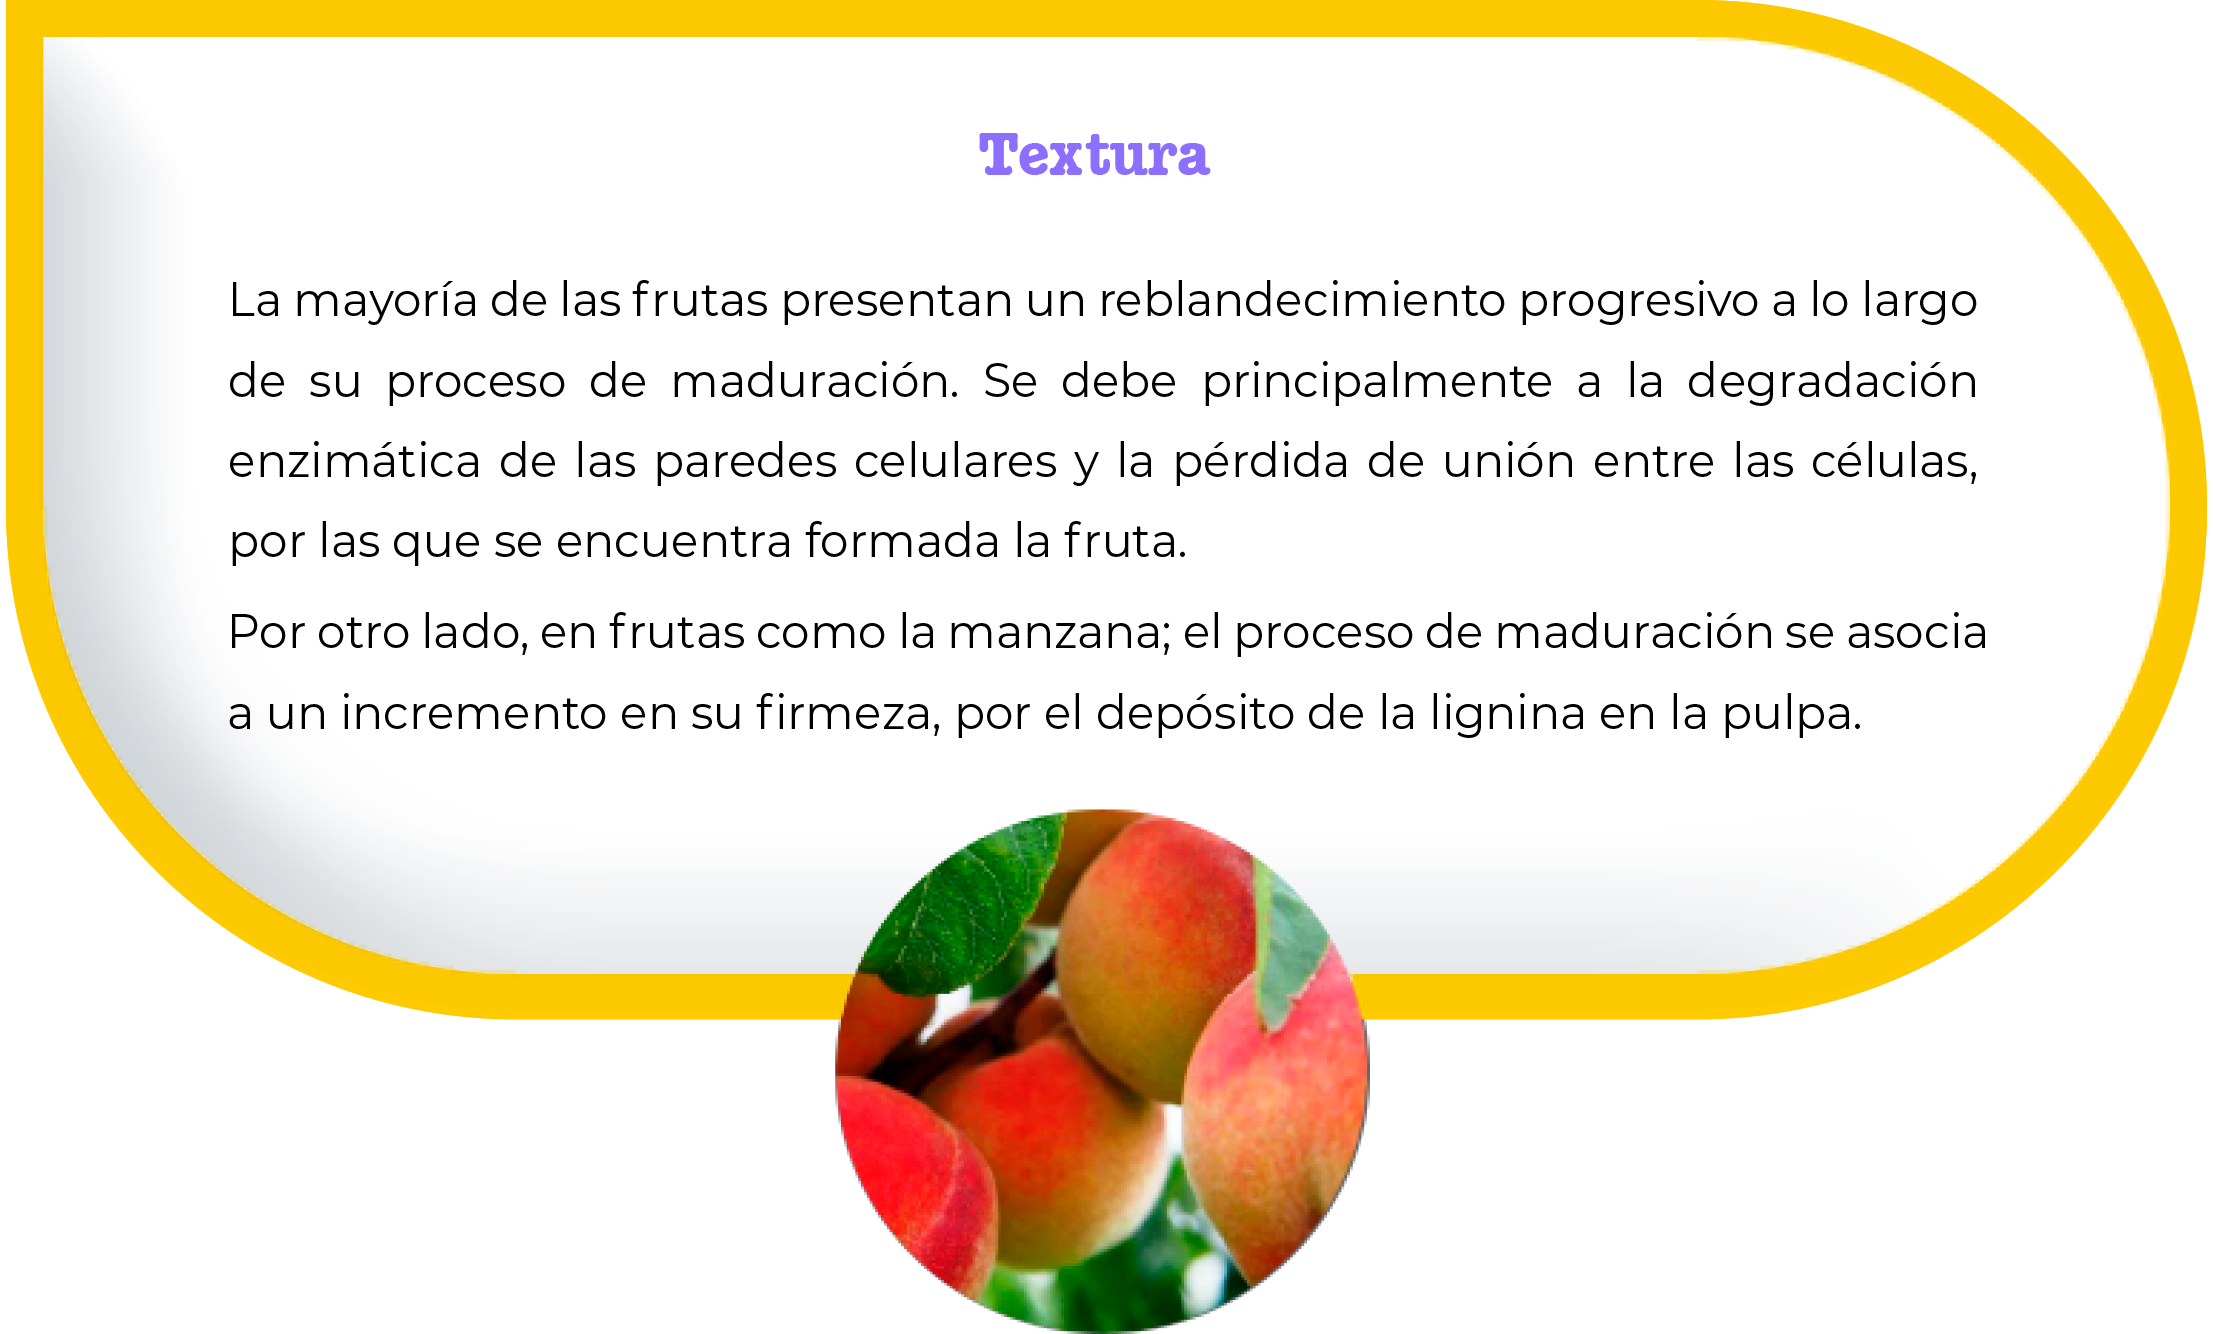 Textura
La mayoría de las frutas presentan un reblandecimiento progresivo a lo largo
de su proceso de maduración. Se debe principalmente a la degradación
enzimática de las paredes celulares y la pérdida de unión entre las células,
por las que se encuentra formada la fruta.
Por otro lado, en frutas como la manzana; el proceso de maduración se asocia
a un incremento en su firmeza, por el depósito de la lignina en la pulpa.